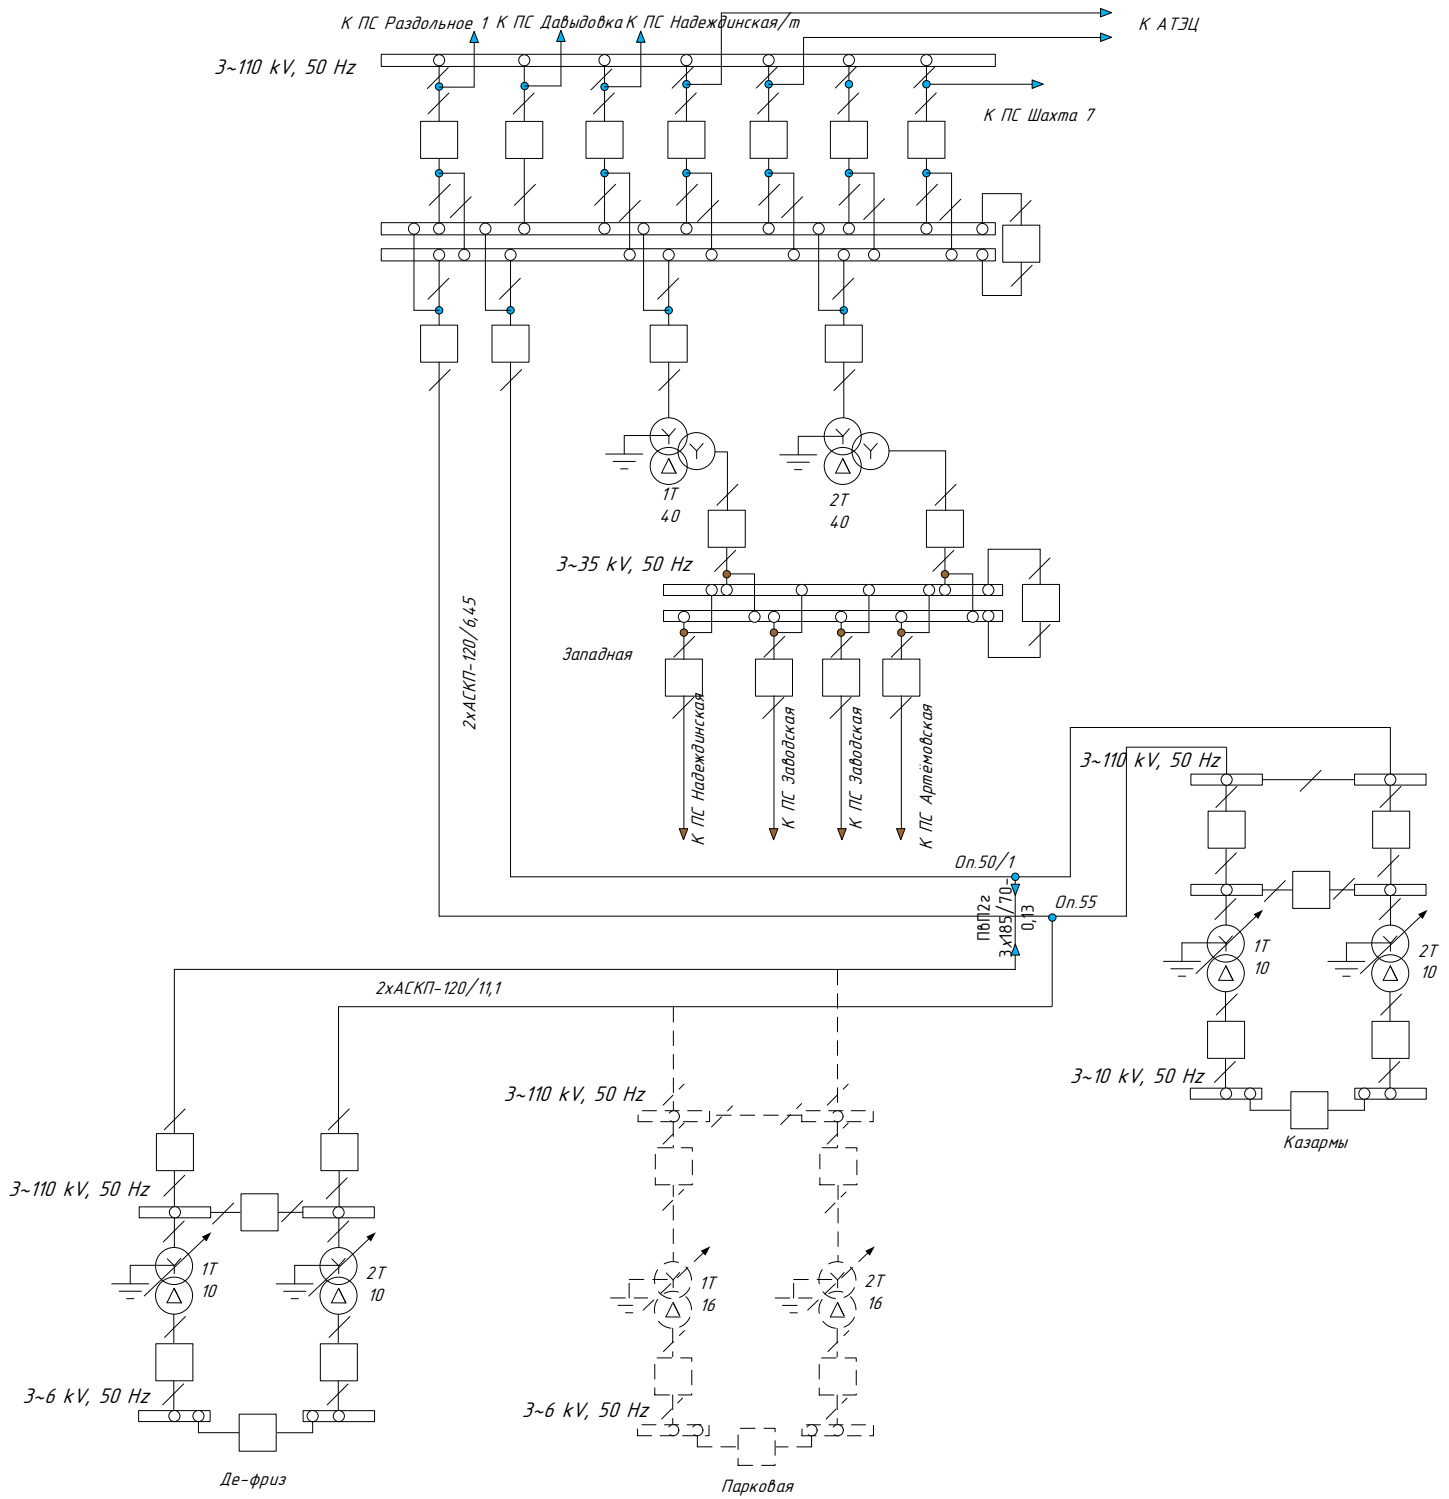 К ПС Раздольное 1
К ПС Давыдовка
К ПС Надеждинская/т
К АТЭЦ
3~110 kV, 50 Hz
К ПС Шахта 7
1Т
40
2Т
40
3~35 kV, 50 Hz
2хАСКП-120/6,45
Западная
К ПС Надеждинская
К ПС Заводская
К ПС Заводская
К ПС Артёмовская
3~110 kV, 50 Hz
Оп.50/1
Оп.55
ПвП2г
3х185/70-
0,13
1Т
10
2Т
10
2хАСКП-120/11,1
3~10 kV, 50 Hz
Казармы
3~110 kV, 50 Hz
3~110 kV, 50 Hz
1Т
10
2Т
10
1Т
16
2Т
16
3~6 kV, 50 Hz
3~6 kV, 50 Hz
Де-фриз
Парковая